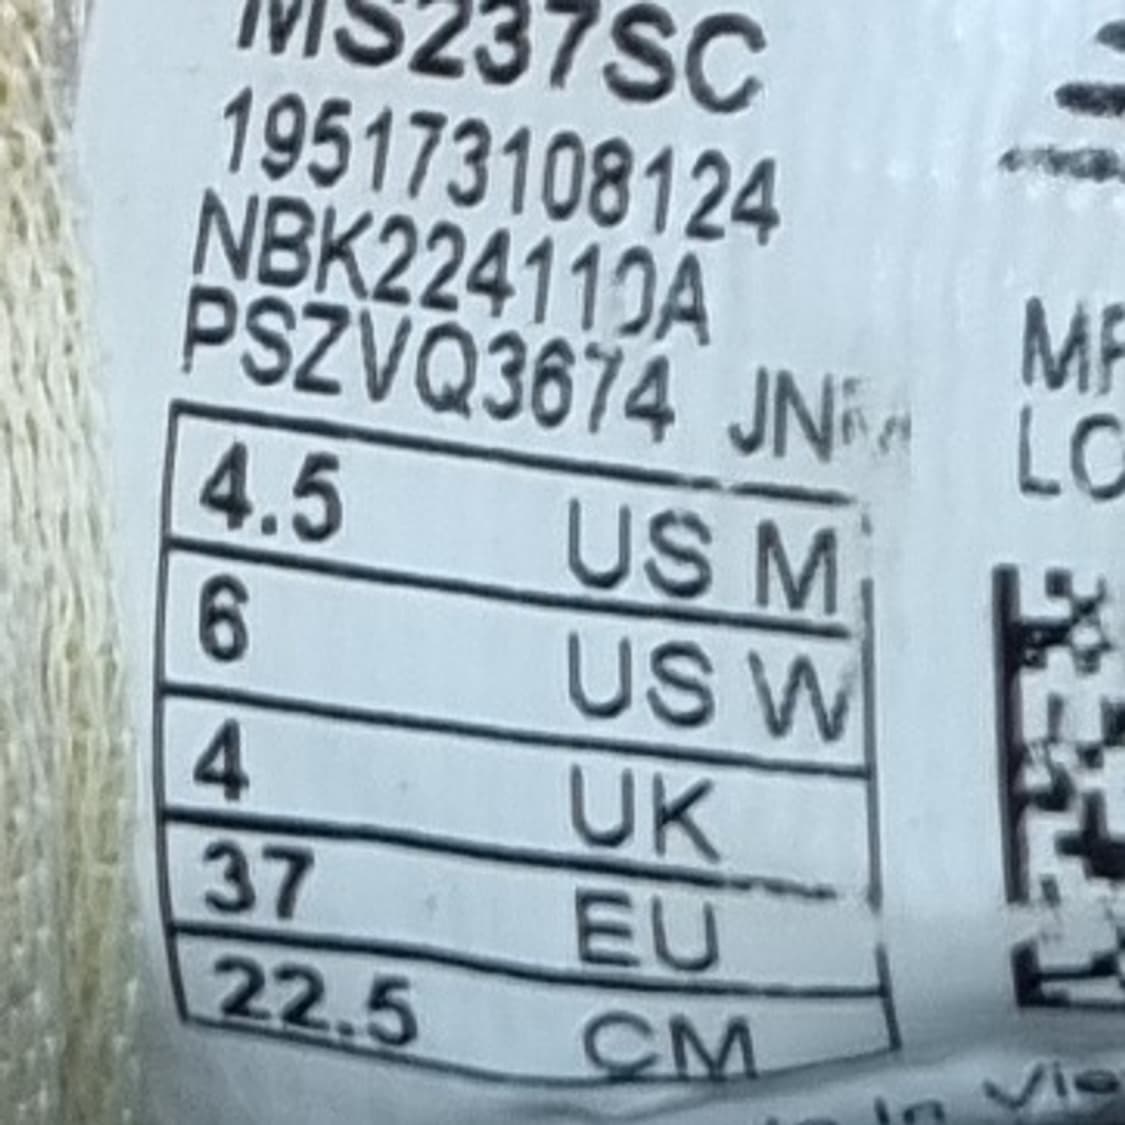 MS237SC
195173108124
NBK224110A
PSZVQ3674
4.5 US M
6 US W
4 UK
37 EU
22.5 CM